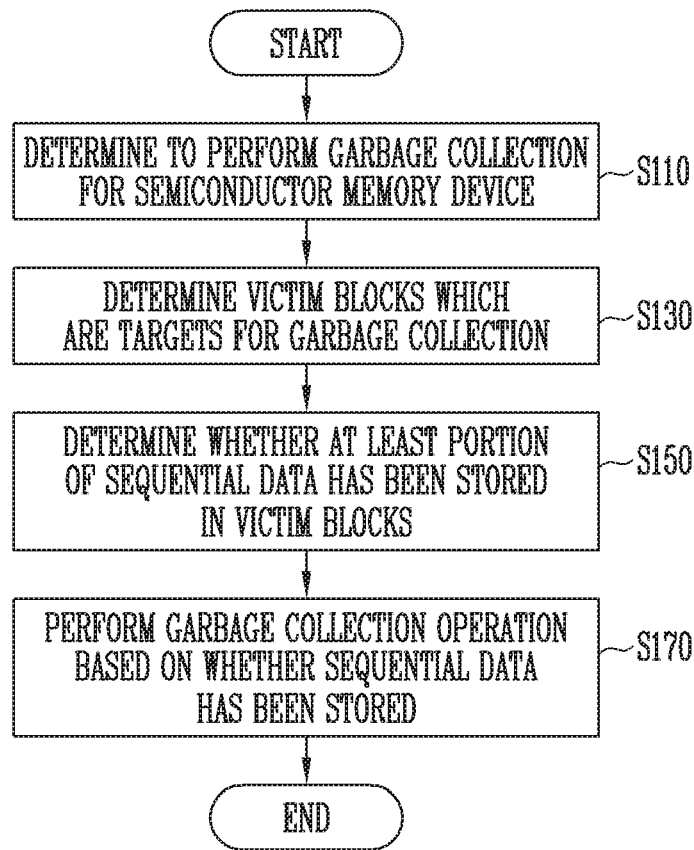 START
DETERMINE TO PERFORM GARBAGE COLLECTION
FOR SEMICONDUCTOR MEMORY DEVICE
S110
DETERMINE VICTIM BLOCKS WHICH
ARE TARGETS FOR GARBAGE COLLECTION
S130
DETERMINE WHETHER AT LEAST PORTION
OF SEQUENTIAL DATA HAS BEEN STORED
IN VICTIM BLOCKS
S150
PERFORM GARBAGE COLLECTION OPERATION
BASED ON WHETHER SEQUENTIAL DATA
HAS BEEN STORED
S170
END